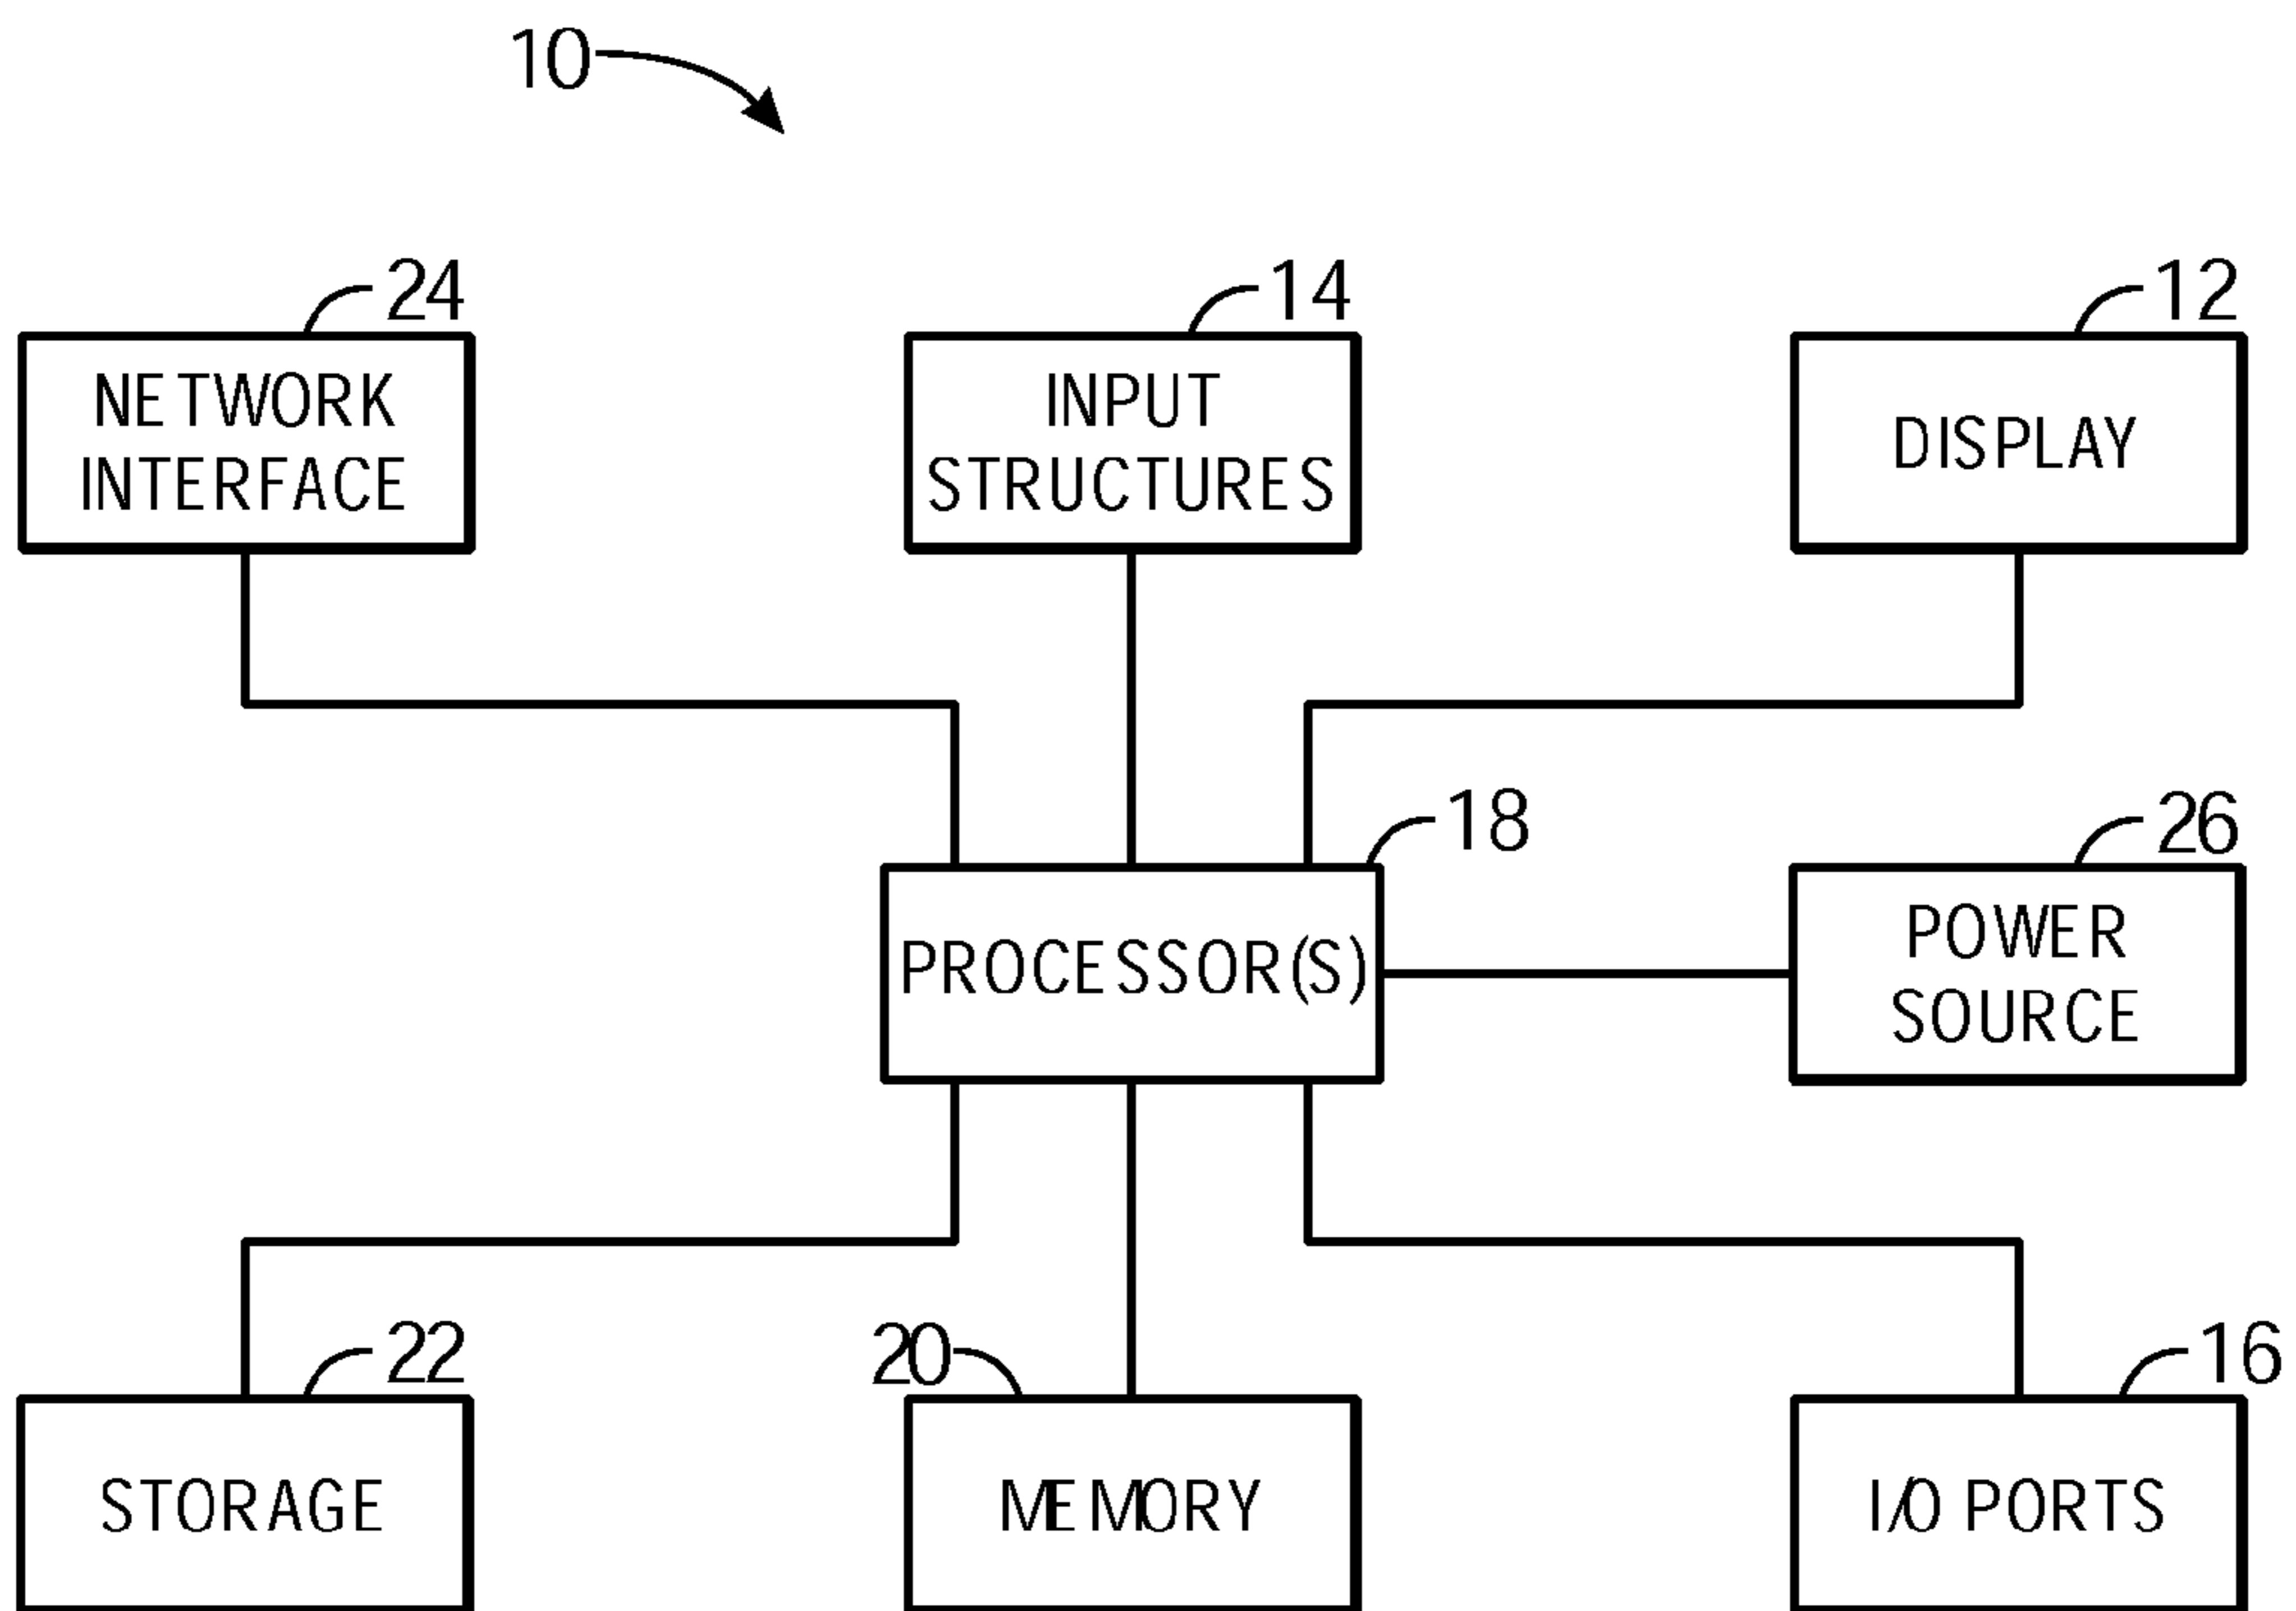 10
24
14
12
NETWORK
INTERFACE
INPUT
STRUCTURES
DISPLAY
18
26
PROCESSOR(S)
POWER
SOURCE
22
20
16
STORAGE
MEMORY
I/O PORTS